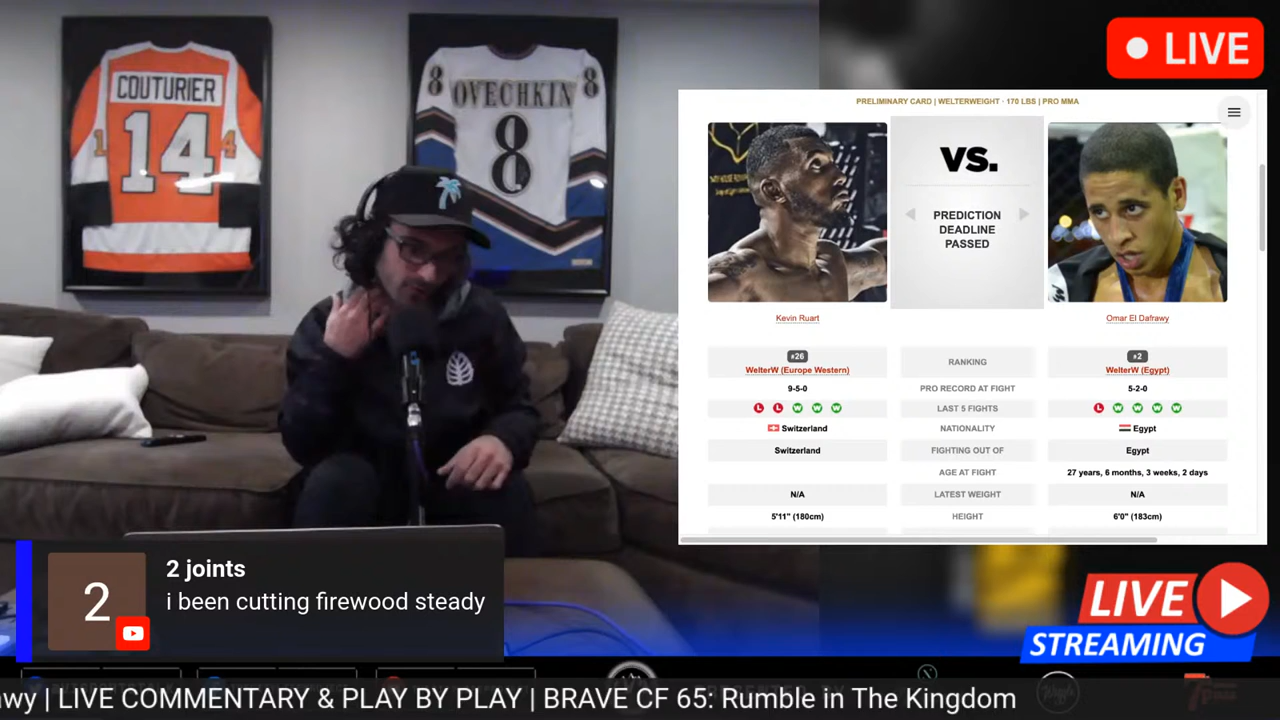 COUTURIER
14
1
4
8
OVECHKIN
8
8
LIVE
PRELIMINARY CARD | WELTERWEIGHT · 170 LBS | PRO MMA
VS.
PREDICTION
DEADLINE
PASSED
Kevin Ruart
Omar El Dafrawy
#26
RANKING
#2
WelterW (Europe Western)
WelterW (Egypt)
9-5-0
PRO RECORD AT FIGHT
5-2-0
L L W W W
LAST 5 FIGHTS
L W W W W
Switzerland
NATIONALITY
Egypt
Switzerland
FIGHTING OUT OF
Egypt
AGE AT FIGHT
27 years, 6 months, 3 weeks, 2 days
N/A
LATEST WEIGHT
N/A
5'11" (180cm)
HEIGHT
6'0" (183cm)
2
2 joints
i been cutting firewood steady
LIVE
STREAMING
awy | LIVE COMMENTARY & PLAY BY PLAY | BRAVE CF 65: Rumble in The Kingdom